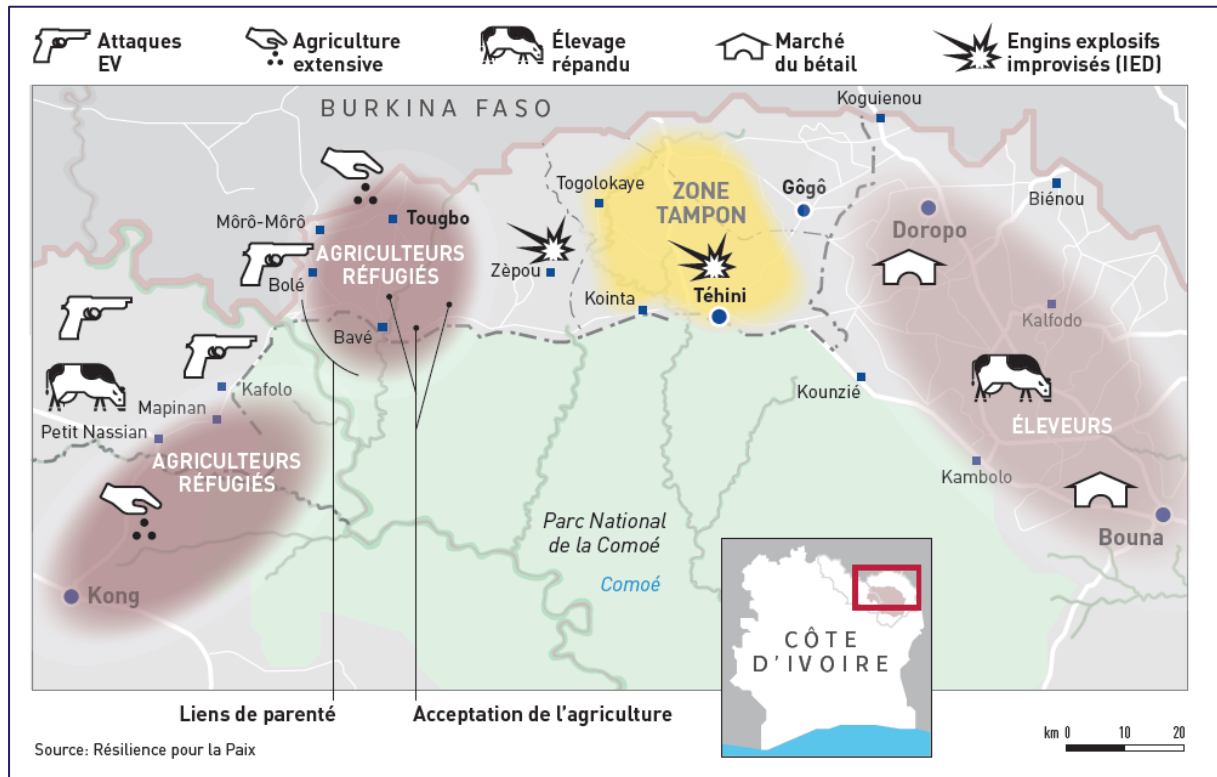 Attaques
EV
Agriculture
extensive
Élevage
répandu
Marché
du bétail
Engins explosifs
improvisés (IED)
BURKINA FASO
Koguienou
Togolokaye
ZONE
TAMPON
Gôgô
Biénou
Môrô-Môrô
Tougbo
Doropo
AGRICULTEURS
RÉFUGIÉS
Bolé
Zèpou
Kointa
Téhini
Kalfodo
Bavé
Kafolo
Kounzié
Mapinan
Petit Nassian
ÉLEVEURS
AGRICULTEURS
RÉFUGIÉS
Kambolo
Parc National
de la Comoé
Comoé
Bouna
Kong
CÔTE
D'IVOIRE
Liens de parenté
Acceptation de l’agriculture
Source: Résilience pour la Paix
km 0 10 20